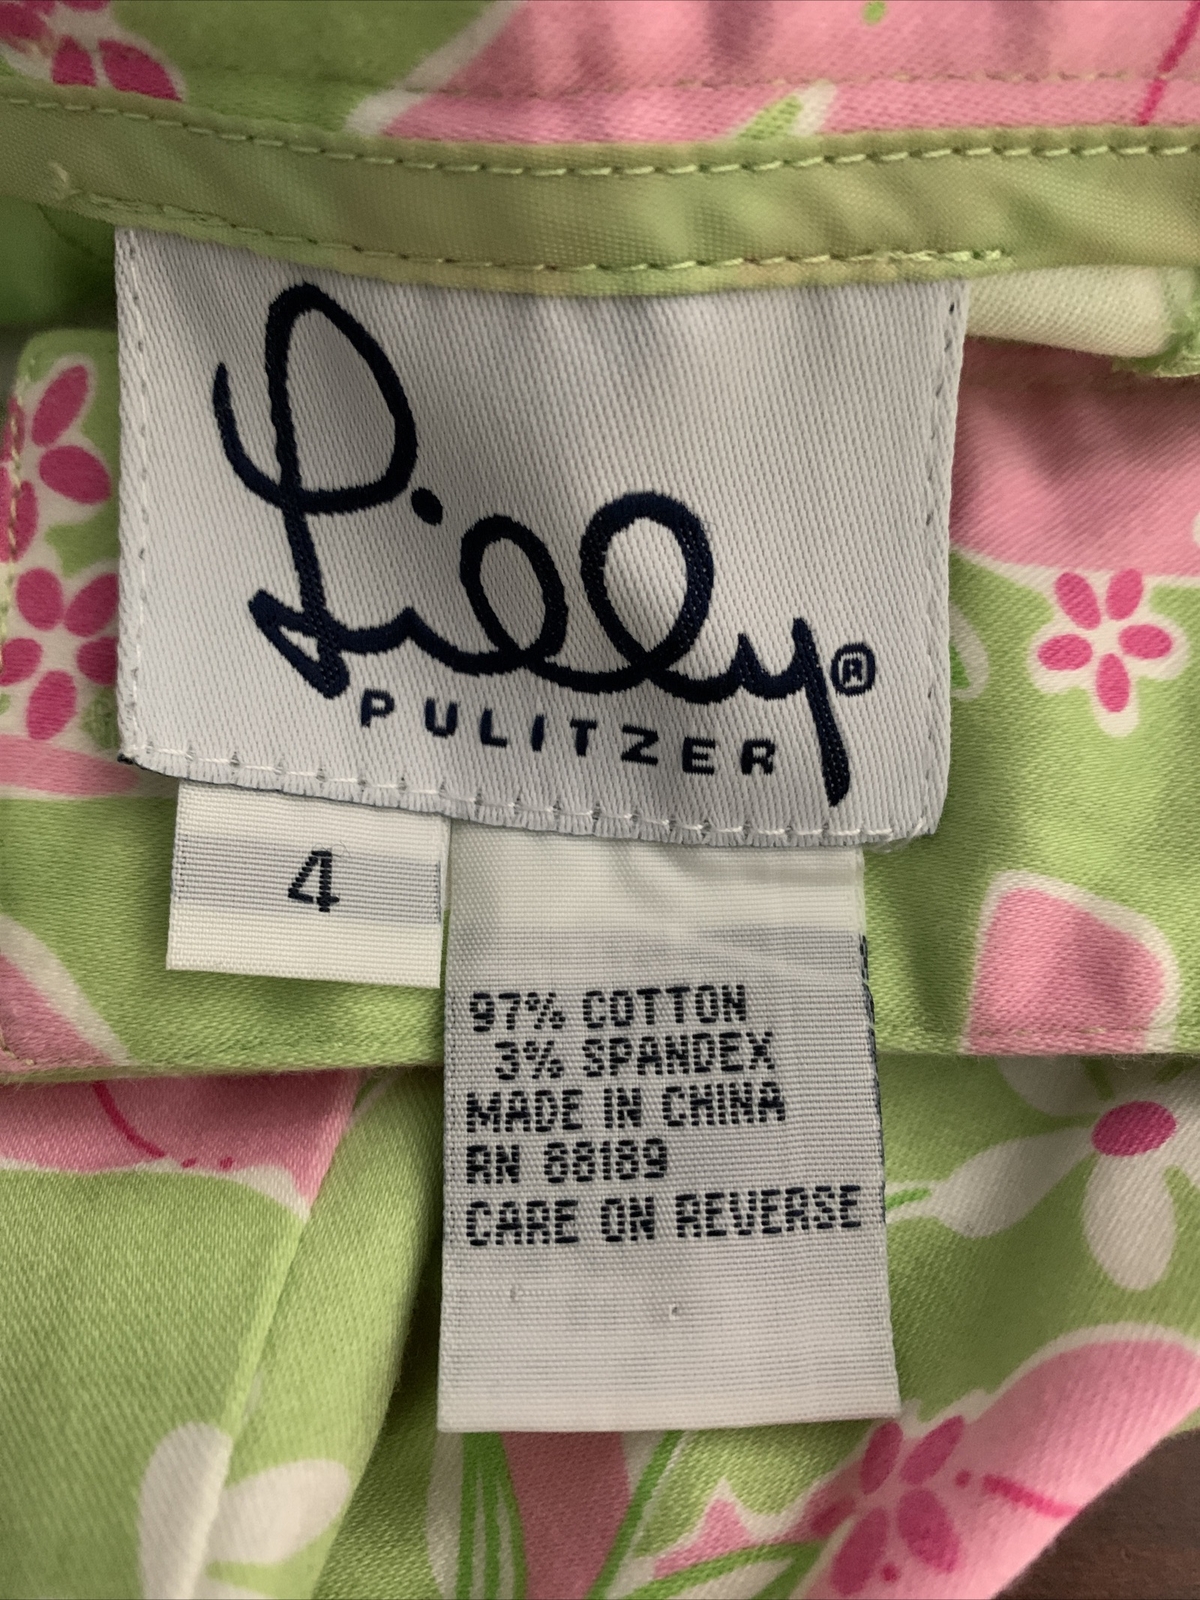 Lilly®
PULITZER
4
97% COTTON
3% SPANDEX
MADE IN CHINA
RN 88189
CARE ON REVERSE